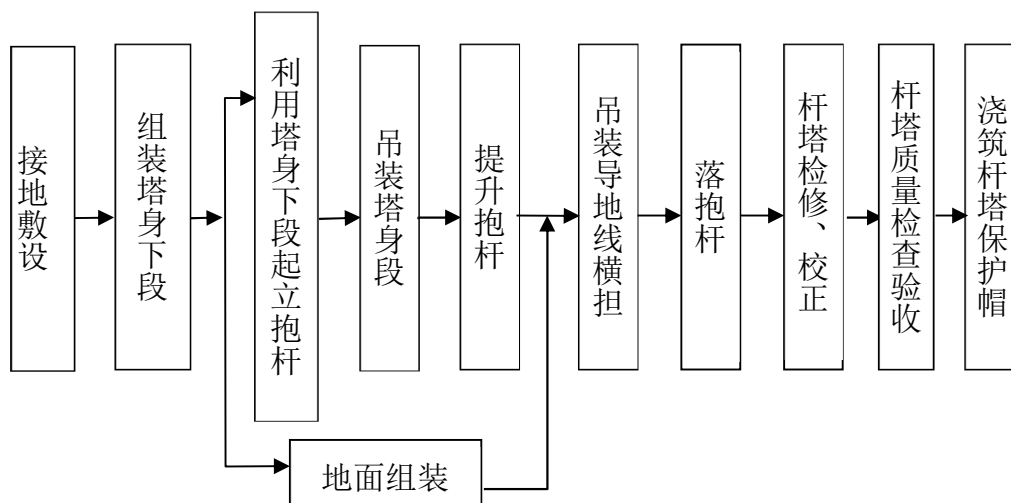 接地敷设
组装塔身下段
利用塔身下段起立抱杆
吊装塔身段
提升抱杆
吊装导地线横担
落抱杆
杆塔检修、校正
杆塔质量检查验收
浇筑杆塔保护帽
地面组装